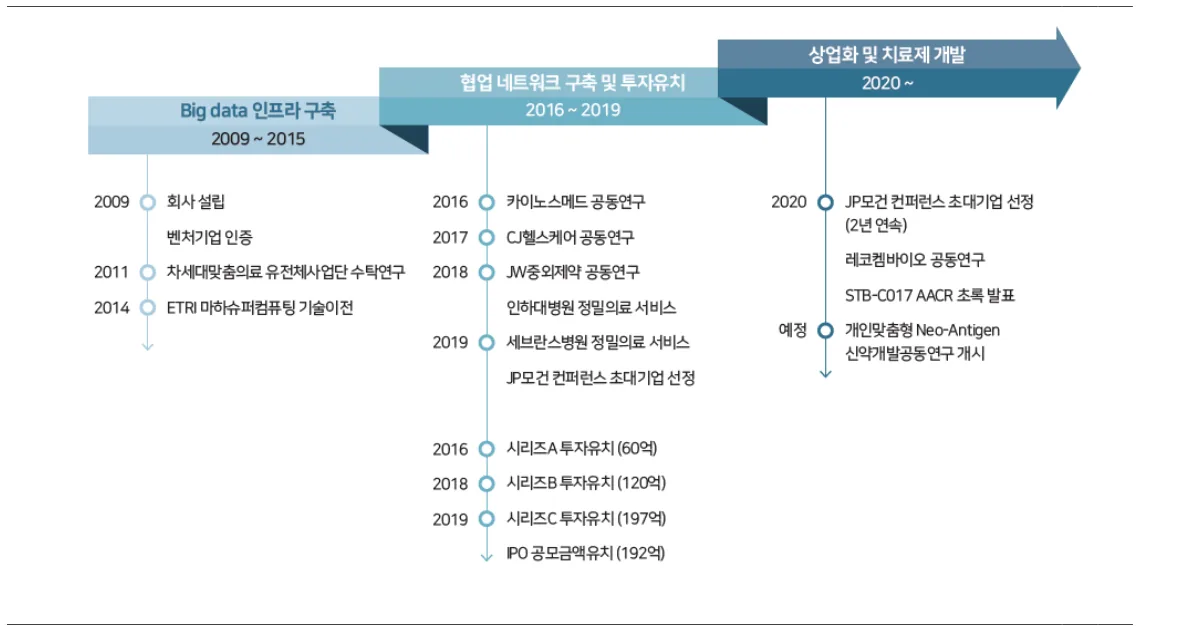 Big data 인프라 구축
2009 ~ 2015
2009 회사 설립
벤처기업 인증
2011 차세대맞춤의료 유전체사업단 수탁연구
2014 ETRI 마하슈퍼컴퓨팅 기술이전
협업 네트워크 구축 및 투자유치
2016 ~ 2019
2016 카이노스메드 공동연구
2017 CJ헬스케어 공동연구
2018 JW중외제약 공동연구
인하대병원 정밀의료 서비스
2019 세브란스병원 정밀의료 서비스
JP모건 컨퍼런스 초대기업 선정
2016 시리즈A 투자유치 (60억)
2018 시리즈B 투자유치 (120억)
2019 시리즈C 투자유치 (197억)
IPO 공모금액유치 (192억)
상업화 및 치료제 개발
2020 ~
2020 JP모건 컨퍼런스 초대기업 선정
(2년 연속)
레코켐바이오 공동연구
STB-C017 AACR 초록 발표
예정 개인맞춤형 Neo-Antigen
신약개발공동연구 개시